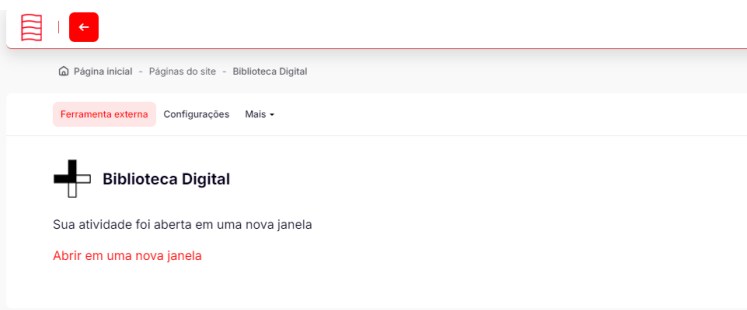 Página inicial - Páginas do site - Biblioteca Digital
Ferramenta externa Configurações Mais
Biblioteca Digital
Sua atividade foi aberta em uma nova janela
Abrir em uma nova janela